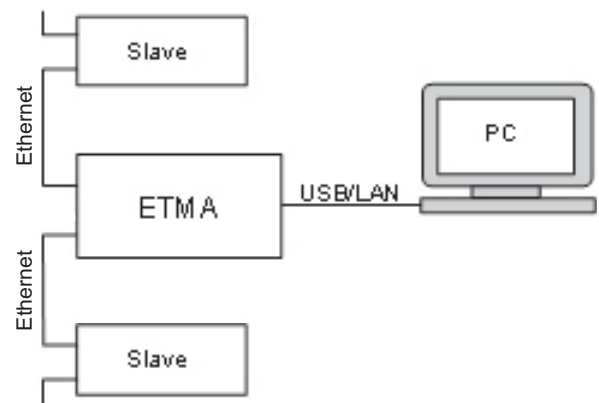 Slave
Ethernet
PC
USB/LAN
ETMA
Ethernet
Slave